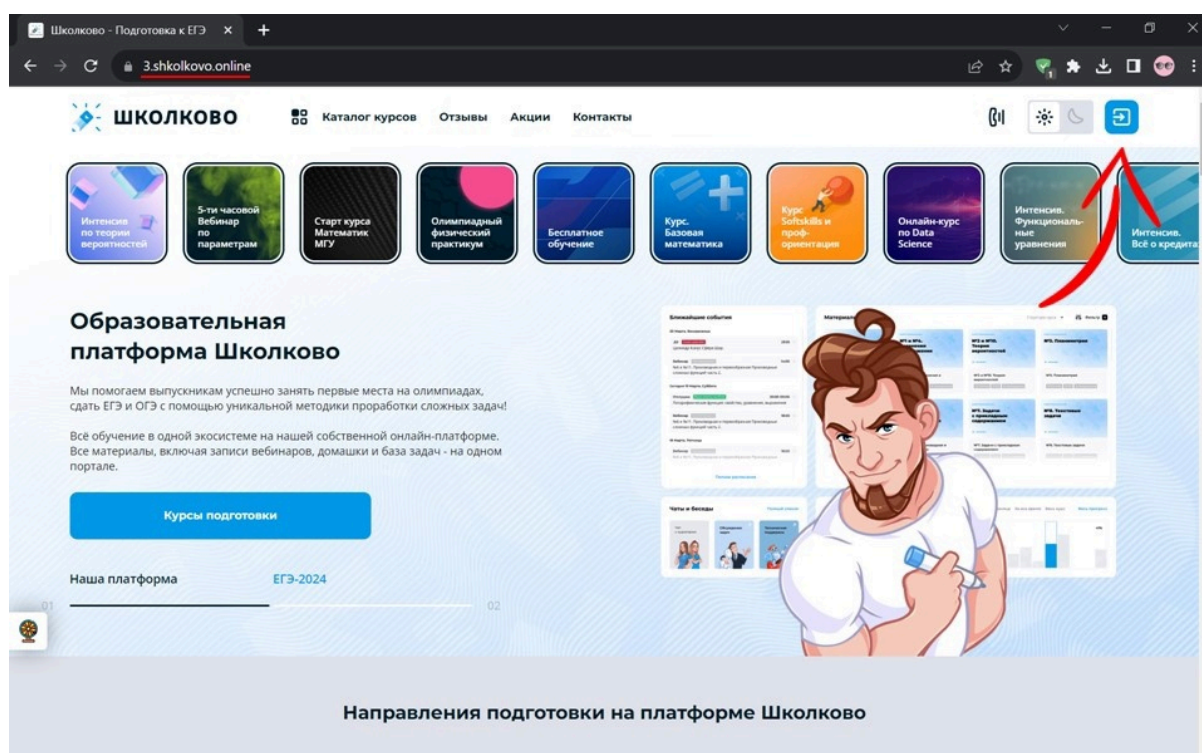 Школково - Подготовка к ЕГЭ
3.shkolkovo.online
ШКОЛКОВО
Каталог курсов
Отзывы
Акции
Контакты
Интенсив
по теории
вероятностей
5-ти часовой
Вебинар
по
параметрам
Старт курса
Математик
МГУ
Олимпиадный
физический
практикум
Бесплатное
обучение
Курс.
Базовая
математика
Курс
Softskills и
проф-
ориентация
Онлайн-курс
по Data
Science
Интенсив.
Функциональ-
ные
уравнения
Интенсив.
Всё о кредита
Образовательная
платформа Школково
Мы помогаем выпускникам успешно занять первые места на олимпиадах,
сдать ЕГЭ и ОГЭ с помощью уникальной методики проработки сложных задач!
Всё обучение в одной экосистеме на нашей собственной онлайн-платформе.
Все материалы, включая записи вебинаров, домашки и база задач - на одном
портале.
Курсы подготовки
Наша платформа
ЕГЭ-2024
01
02
Ближайшие события
Чаты и беседы
Направления подготовки на платформе Школково